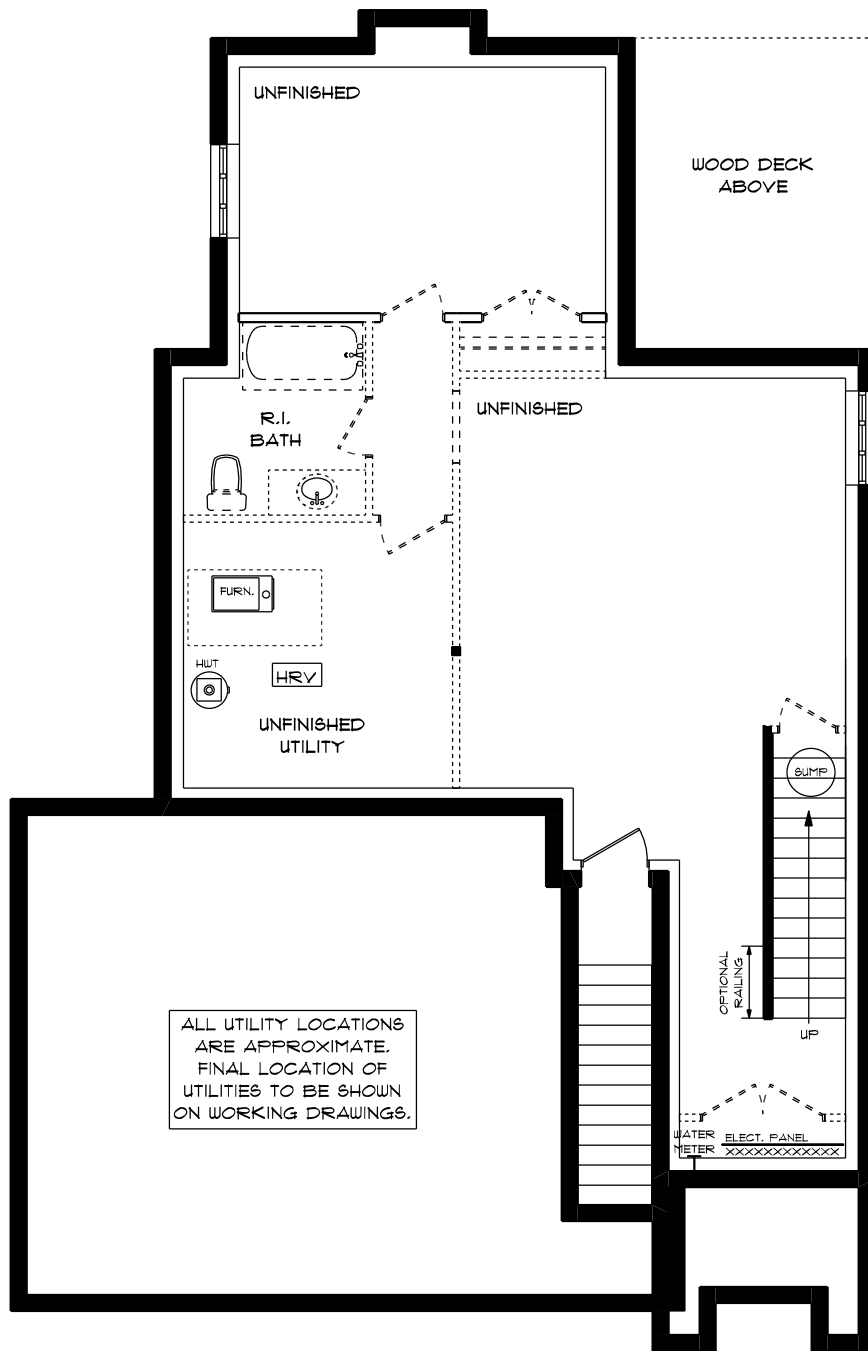 UNFINISHED
WOOD DECK
ABOVE
R.I.
BATH
UNFINISHED
FURN.
HWT
HRV
UNFINISHED
UTILITY
SUMP
OPTIONAL
RAILING
UP
ALL UTILITY LOCATIONS
ARE APPROXIMATE.
FINAL LOCATION OF
UTILITIES TO BE SHOWN
ON WORKING DRAWINGS.
WATER
METER
ELECT. PANEL
XXXXXXXXXXXX